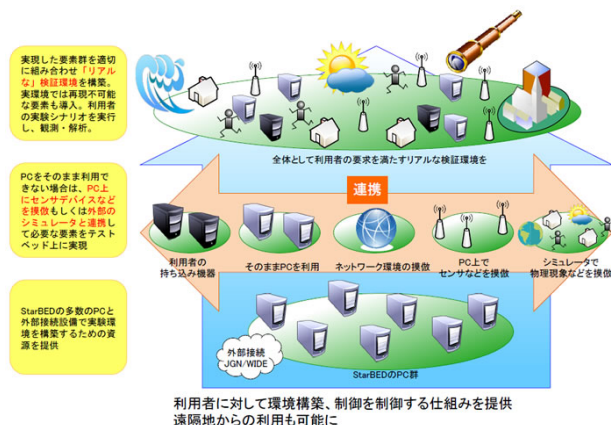 実現した要素群を適切
に組み合わせ「リアル
な」検証環境を構築。
実環境では再現不可能
な要素も導入。利用者
の実験シナリオを実行
し、観測・解析。
全体として利用者の要求を満たすリアルな検証環境を
PCをそのまま利用で
きない場合は、PC上
にセンサデバイスなど
を摸倣もしくは外部の
シミュレータと連携し
て必要な要素をテスト
ベッド上に実現
連携
利用者の
持ち込み機器
そのままPCを利用
ネットワーク環境の摸倣
PC上で
センサなどを摸倣
シミュレータで
物理現象などを摸倣
StarBEDの多数のPCと
外部接続設備で実験環
境を構築するための資
源を提供
外部接続
JGN/WIDE
StarBEDのPC群
利用者に対して環境構築、制御を制御する仕組みを提供
遠隔地からの利用も可能に